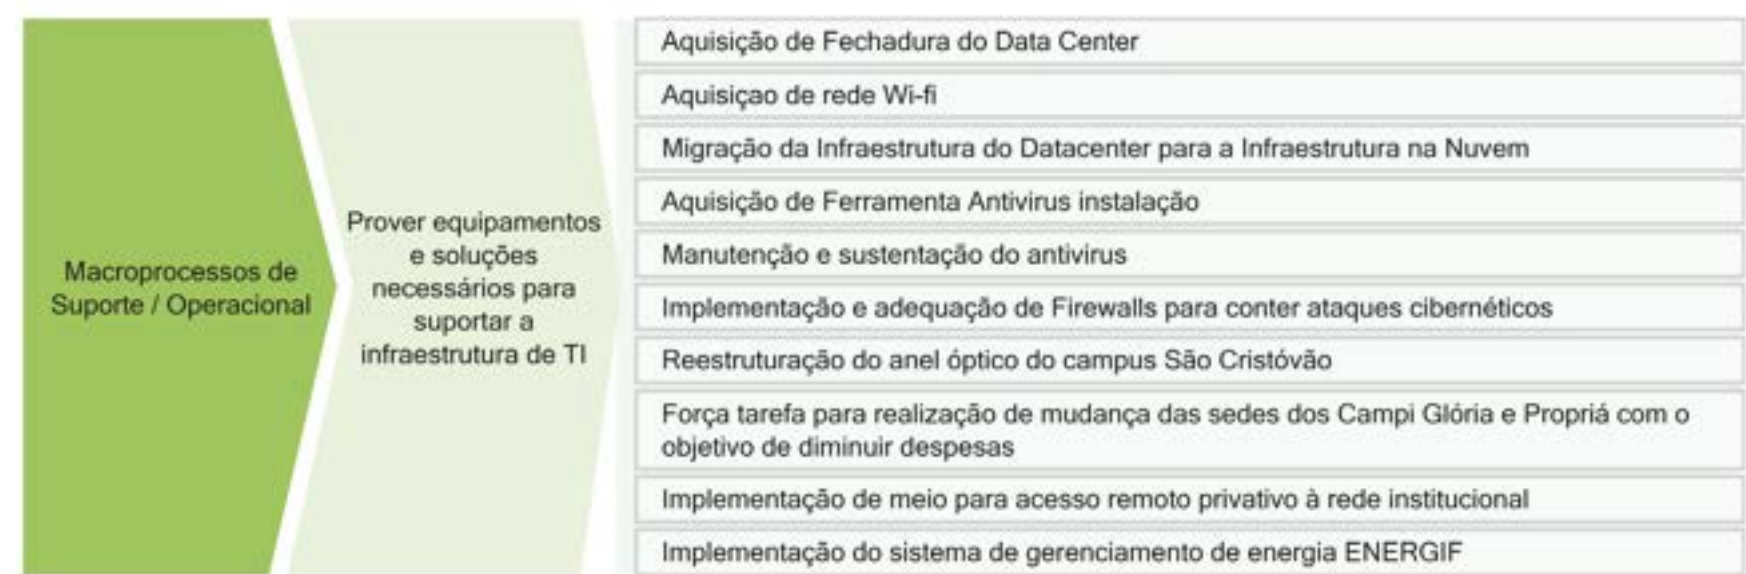 Macroprocessos de
Suporte / Operacional
Prover equipamentos
e soluções
necessários para
suportar a
infraestrutura de TI
Aquisição de Fechadura do Data Center
Aquisiçao de rede Wi-fi
Migração da Infraestrutura do Datacenter para a Infraestrutura na Nuvem
Aquisição de Ferramenta Antivirus instalação
Manutenção e sustentação do antivirus
Implementação e adequação de Firewalls para conter ataques cibernéticos
Reestruturação do anel óptico do campus São Cristóvão
Força tarefa para realização de mudança das sedes dos Campi Glória e Propriá com o
objetivo de diminuir despesas
Implementação de meio para acesso remoto privativo à rede institucional
Implementação do sistema de gerenciamento de energia ENERGIF